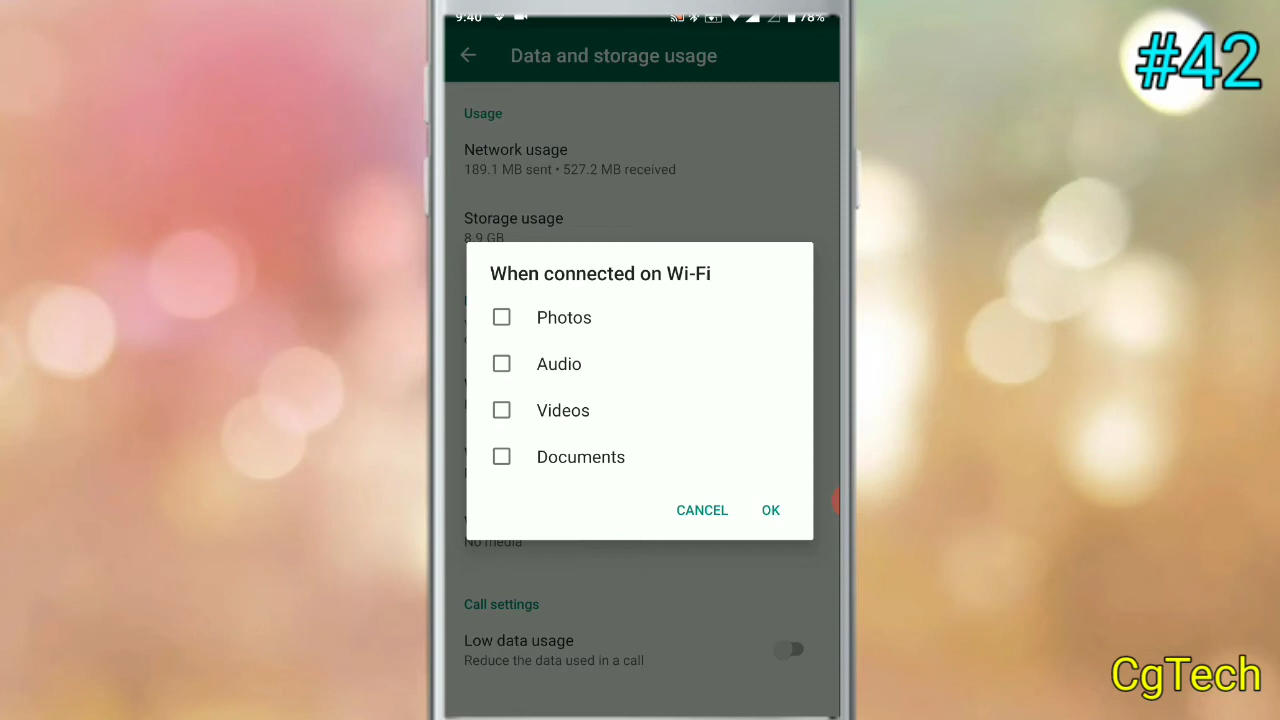 9:40
78%
#42
Data and storage usage
Usage
Network usage
189.1 MB sent • 527.2 MB received
Storage usage
8.9 GB
When connected on Wi-Fi
Photos
Audio
Videos
Documents
CANCEL
OK
No media
Call settings
Low data usage
Reduce the data used in a call
CgTech